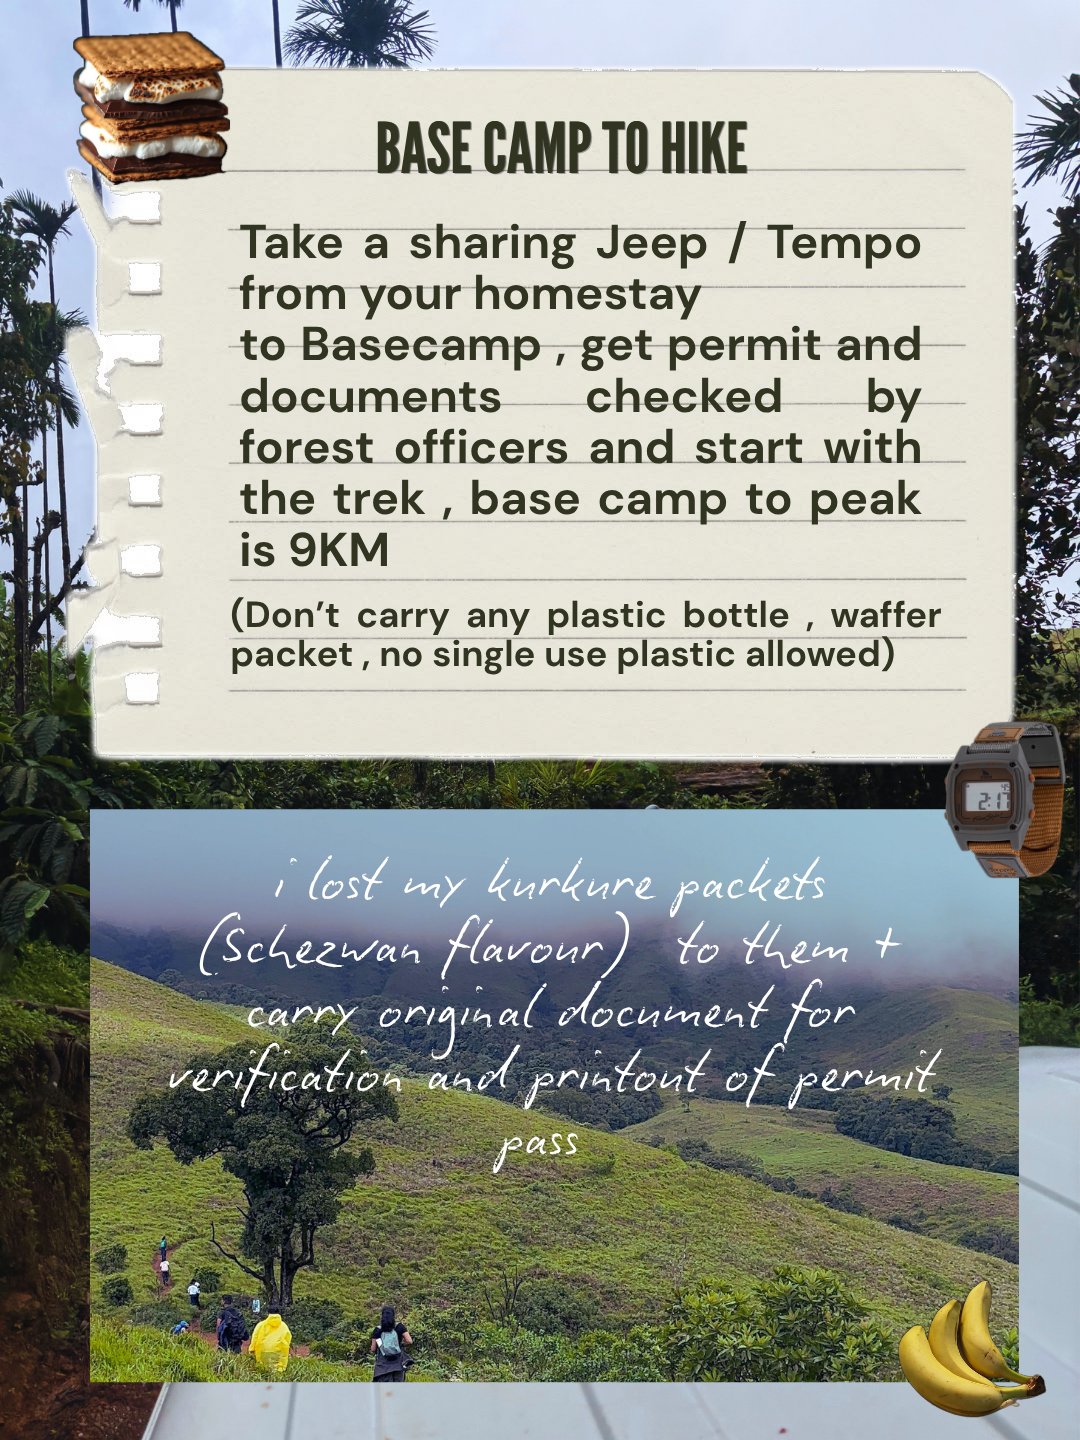 BASE CAMP TO HIKE
Take a sharing Jeep / Tempo
from your homestay
to Basecamp , get permit and
documents checked by
forest officers and start with
the trek , base camp to peak
is 9KM
(Don’t carry any plastic bottle , waffer
packet , no single use plastic allowed)
2:17
i lost my kurkure packets
(Schezwan flavour) to them +
carry original document for
verification and printout of permit
pass